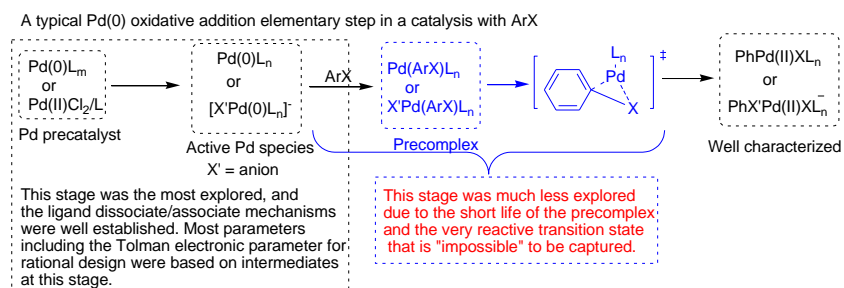 A typical Pd(0) oxidative addition elementary step in a catalysis with ArX
Pd(0)Lm
or
Pd(II)Cl2/L
Pd precatalyst
Pd(0)Ln
or
[X'Pd(0)Ln]-
Active Pd species
X' = anion
ArX
Pd(ArX)Ln
or
X'Pd(ArX)Ln
Precomplex
Ln
Pd
X
‡
PhPd(II)XLn
or
PhX'Pd(II)XLn-
Well characterized
This stage was the most explored, and
the ligand dissociate/associate mechanisms
were well established. Most parameters
including the Tolman electronic parameter for
rational design were based on intermediates
at this stage.
This stage was much less explored
due to the short life of the precomplex
and the very reactive transition state
that is "impossible" to be captured.